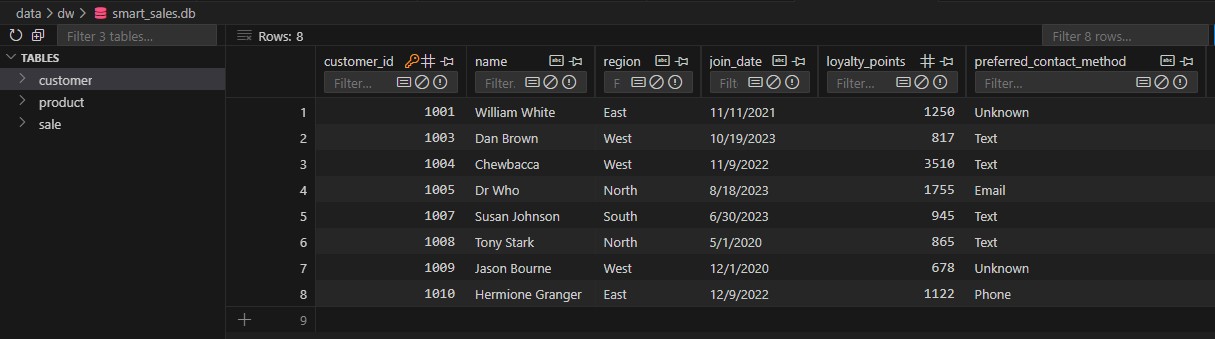 data > dw > smart_sales.db
Filter 3 tables...
Rows: 8
Filter 8 rows...
TABLES
customer
product
sale
customer_id name region join_date loyalty_points preferred_contact_method
Filter... Filter. F Filt Filter... Filter...
1 1001 William White East 11/11/2021 1250 Unknown
2 1003 Dan Brown West 10/19/2023 817 Text
3 1004 Chewbacca West 11/9/2022 3510 Text
4 1005 Dr Who North 8/18/2023 1755 Email
5 1007 Susan Johnson South 6/30/2023 945 Text
6 1008 Tony Stark North 5/1/2020 865 Text
7 1009 Jason Bourne West 12/1/2020 678 Unknown
8 1010 Hermione Granger East 12/9/2022 1122 Phone
9